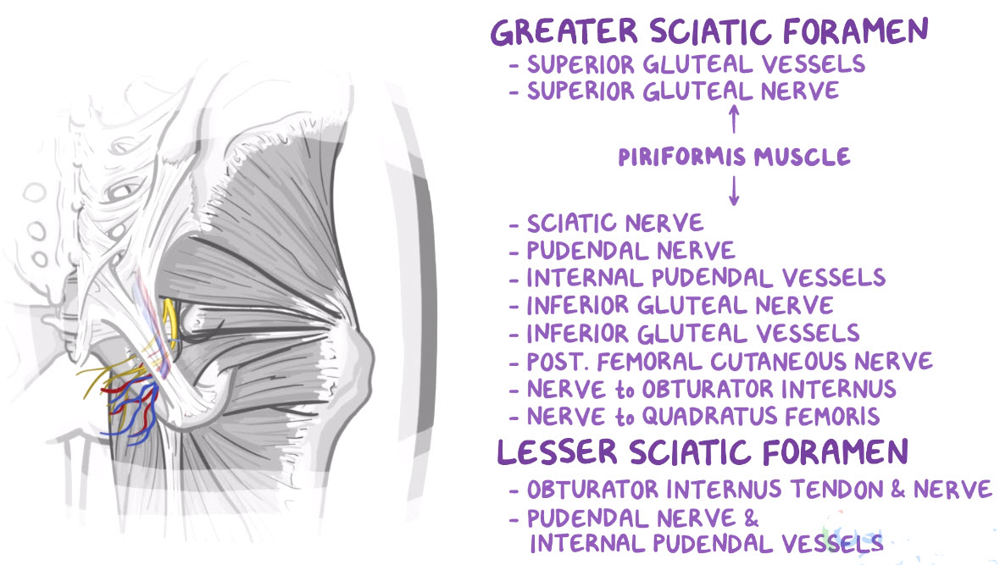 GREATER SCIATIC FORAMEN
- SUPERIOR GLUTEAL VESSELS
- SUPERIOR GLUTEAL NERVE
PIRIFORMIS MUSCLE
- SCIATIC NERVE
- PUDENDAL NERVE
- INTERNAL PUDENDAL VESSELS
- INFERIOR GLUTEAL NERVE
- INFERIOR GLUTEAL VESSELS
- POST. FEMORAL CUTANEOUS NERVE
- NERVE to OBTURATOR INTERNUS
- NERVE to QUADRATUS FEMORIS
LESSER SCIATIC FORAMEN
- OBTURATOR INTERNUS TENDON & NERVE
- PUDENDAL NERVE &
INTERNAL PUDENDAL VESSELS